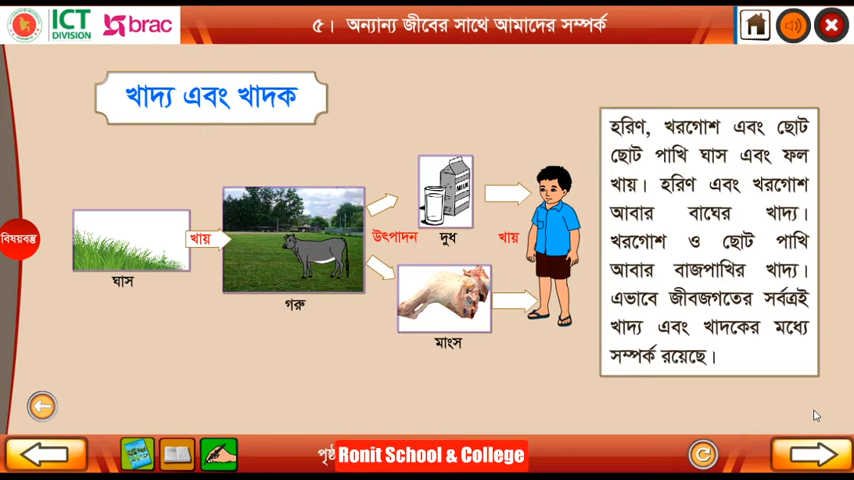 ICT DIVISION brac
৫। অন্যান্য জীবের সাথে আমাদের সম্পর্ক
খাদ্য এবং খাদক
বিষয়বস্তু
ঘাস
খায়
গরু
উৎপাদন
MILK
দুধ
মাংস
খায়
হরিণ, খরগোশ এবং ছোট
ছোট পাখি ঘাস এবং ফল
খায়। হরিণ এবং খরগোশ
আবার বাঘের খাদ্য।
খরগোশ ও ছোট পাখি
আবার বাজপাখির খাদ্য।
এভাবে জীবজগতের সর্বত্রই
খাদ্য এবং খাদকের মধ্যে
সম্পর্ক রয়েছে।
Ronit School & College